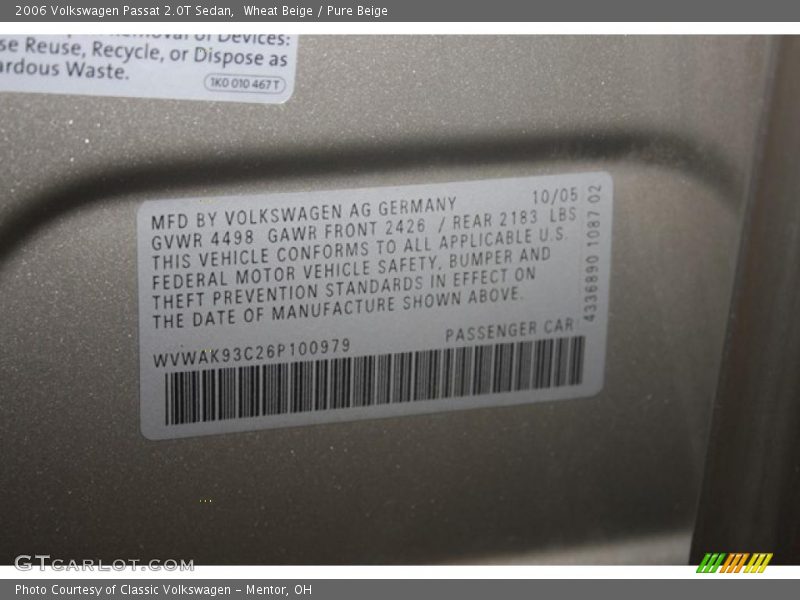 2006 Volkswagen Passat 2.0T Sedan,  Wheat Beige / Pure Beige
Removal of Devices:
se Reuse, Recycle, or Dispose as
ardous Waste.
1K0 010 467 T
MFD BY VOLKSWAGEN AG GERMANY 10/05
GVWR 4498 GAWR FRONT 2426 / REAR 2183 LBS
THIS VEHICLE CONFORMS TO ALL APPLICABLE U.S.
FEDERAL MOTOR VEHICLE SAFETY, BUMPER AND
THEFT PREVENTION STANDARDS IN EFFECT ON
THE DATE OF MANUFACTURE SHOWN ABOVE.
4336890 1087 02
WVWAK93C26P100979 PASSENGER CAR
GTCARLOT.COM
Photo Courtesy of Classic Volkswagen - Mentor, OH